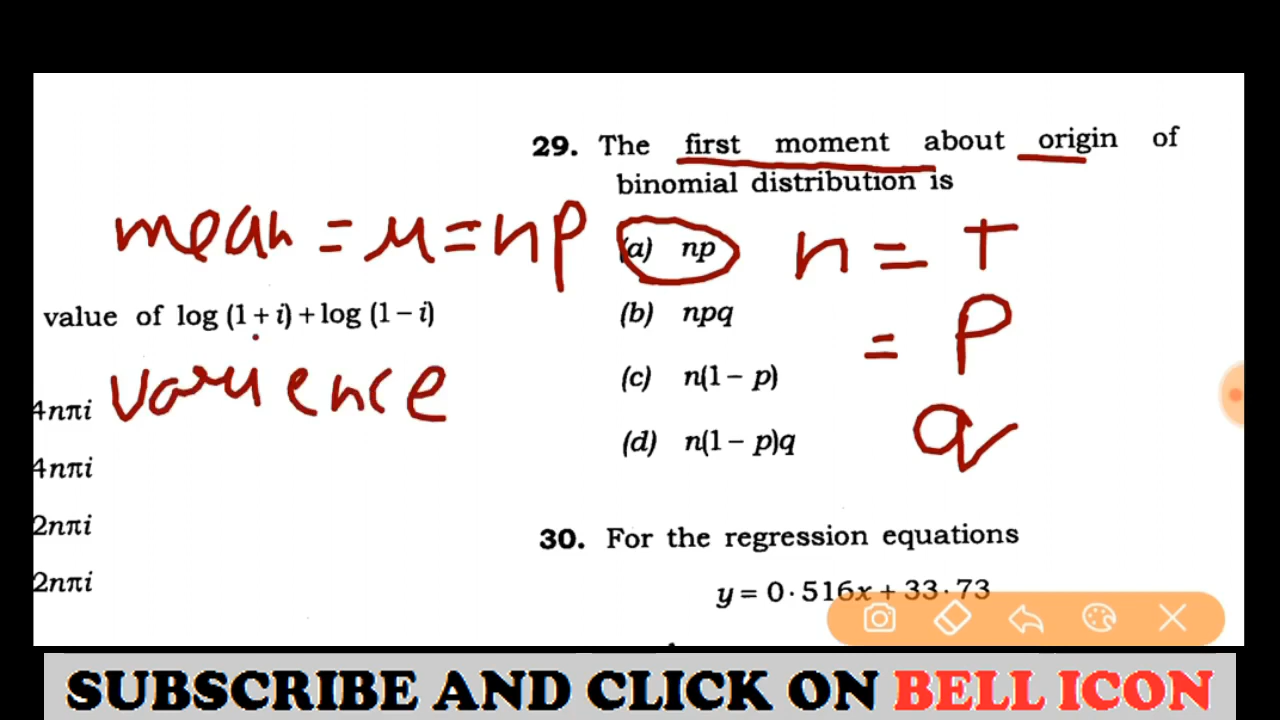 29. The first moment about origin of
binomial distribution is
mean = μ = np
(a) np
n = T
value of log (1 + i) + log (1 − i)
(b) npq
= P
varience
(c) n(1 − p)
4nπi
q
(d) n(1 − p)q
4nπi
2nπi
30. For the regression equations
2nπi
y = 0·516x + 33·73
SUBSCRIBE AND CLICK ON BELL ICON